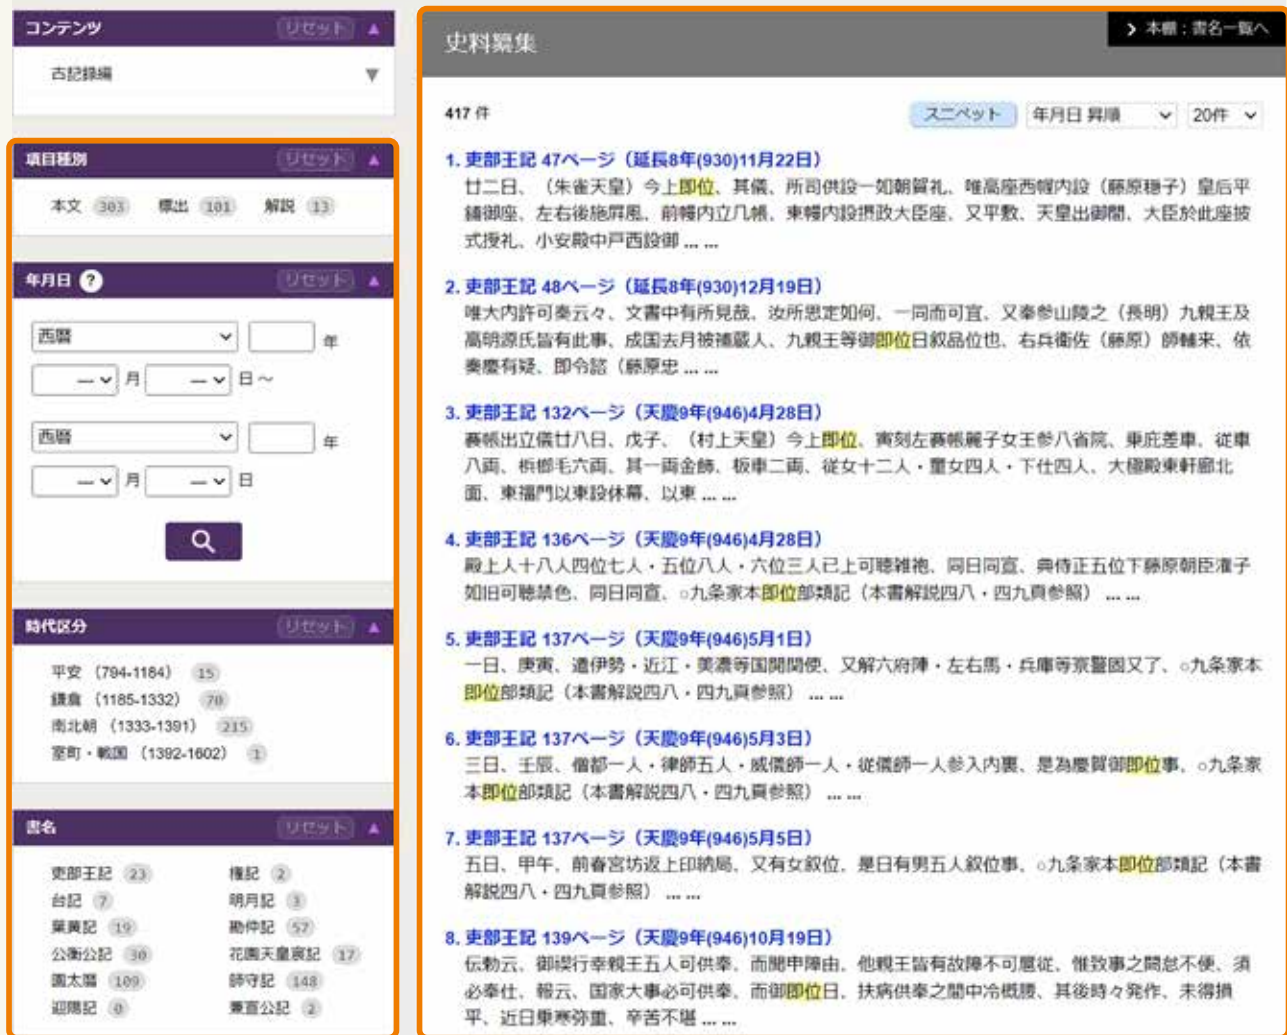 コンテンツ リセット ▲
古記録編 ▼
項目種別 リセット ▲
本文 303 標出 101 解説 13
年月日 ? リセット ▲
西暦 年
— 月 — 日 ～
西暦 年
— 月 — 日
時代区分 リセット ▲
平安 (794-1184) 15
鎌倉 (1185-1332) 70
南北朝 (1333-1391) 215
室町・戦国 (1392-1602) 1
書名 リセット ▲
吏部王記 23 権記 2
台記 7 明月記 3
葉黄記 19 勘仲記 57
公衡公記 30 花園天皇宸記 17
園太暦 109 師守記 148
迎陽記 0 兼宣公記 2
史料纂集
> 本棚：書名一覧へ
417 件 スニペット 年月日 昇順 20件
1. 吏部王記 47ページ（延長8年(930)11月22日）
廿二日、（朱雀天皇）今上即位、其儀、所司供設一如朝賀礼、唯高座西幔内設（藤原穏子）皇后平
鋪御座、左右後施屏風、前幔内立几帳、東幔内設摂政大臣座、又平敷、天皇出御間、大臣於此座披
式授礼、小安殿中戸西設御 ... ...
2. 吏部王記 48ページ（延長8年(930)12月19日）
唯大内許可奏云々、文書中有所見哉、汝所思定如何、一同而可宜、又奉参山陵之（長明）九親王及
高明源氏皆有此事、成国去月被補蔵人、九親王等御即位日叙品位也、右兵衛佐（藤原）師輔来、依
奏慶有疑、即令諮（藤原忠 ... ...
3. 吏部王記 132ページ（天慶9年(946)4月28日）
褰帳出立儀廿八日、戊子、（村上天皇）今上即位、寅刻左褰帳麗子女王参八省院、東庇差車、従車
八両、檳榔毛六両、其一両金飾、板車二両、従女十二人・童女四人・下仕四人、大極殿東軒廊北
面、東福門以東設休幕、以東 ... ...
4. 吏部王記 136ページ（天慶9年(946)4月28日）
殿上人十八人四位七人・五位八人・六位三人已上可聴雑袍、同日同宣、典侍正五位下藤原朝臣潅子
如旧可聴禁色、同日同宣、○九条家本即位部類記（本書解説四八・四九頁参照） ... ...
5. 吏部王記 137ページ（天慶9年(946)5月1日）
一日、庚寅、遣伊勢・近江・美濃等国開関使、又解六府陣・左右馬・兵庫等寮警固又了、○九条家本
即位部類記（本書解説四八・四九頁参照） ... ...
6. 吏部王記 137ページ（天慶9年(946)5月3日）
三日、壬辰、僧都一人・律師五人・威儀師一人・従儀師一人参入内裏、是為慶賀御即位事、○九条家
本即位部類記（本書解説四八・四九頁参照） ... ...
7. 吏部王記 137ページ（天慶9年(946)5月5日）
五日、甲午、前春宮坊返上印納局、又有女叙位、是日有男五人叙位事、○九条家本即位部類記（本書
解説四八・四九頁参照） ... ...
8. 吏部王記 139ページ（天慶9年(946)10月19日）
伝勅云、御禊行幸親王五人可供奉、而聞申障由、他親王皆有故障不可扈従、惟致事之間怠不便、須
必奉仕、報云、国家大事必可供奉、而御即位日、扶病供奉之間中冷概腰、其後時々発作、未得損
平、近日乗寒弥重、辛苦不堪 ... ...